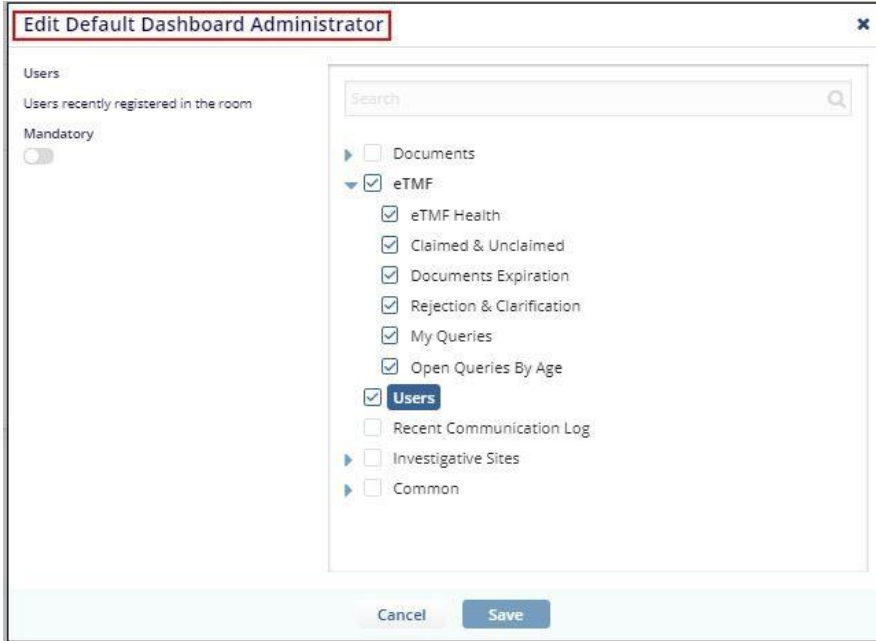 Edit Default Dashboard Administrator
Users
Users recently registered in the room
Mandatory
Search
Documents
eTMF
eTMF Health
Claimed & Unclaimed
Documents Expiration
Rejection & Clarification
My Queries
Open Queries By Age
Users
Recent Communication Log
Investigative Sites
Common
Cancel
Save